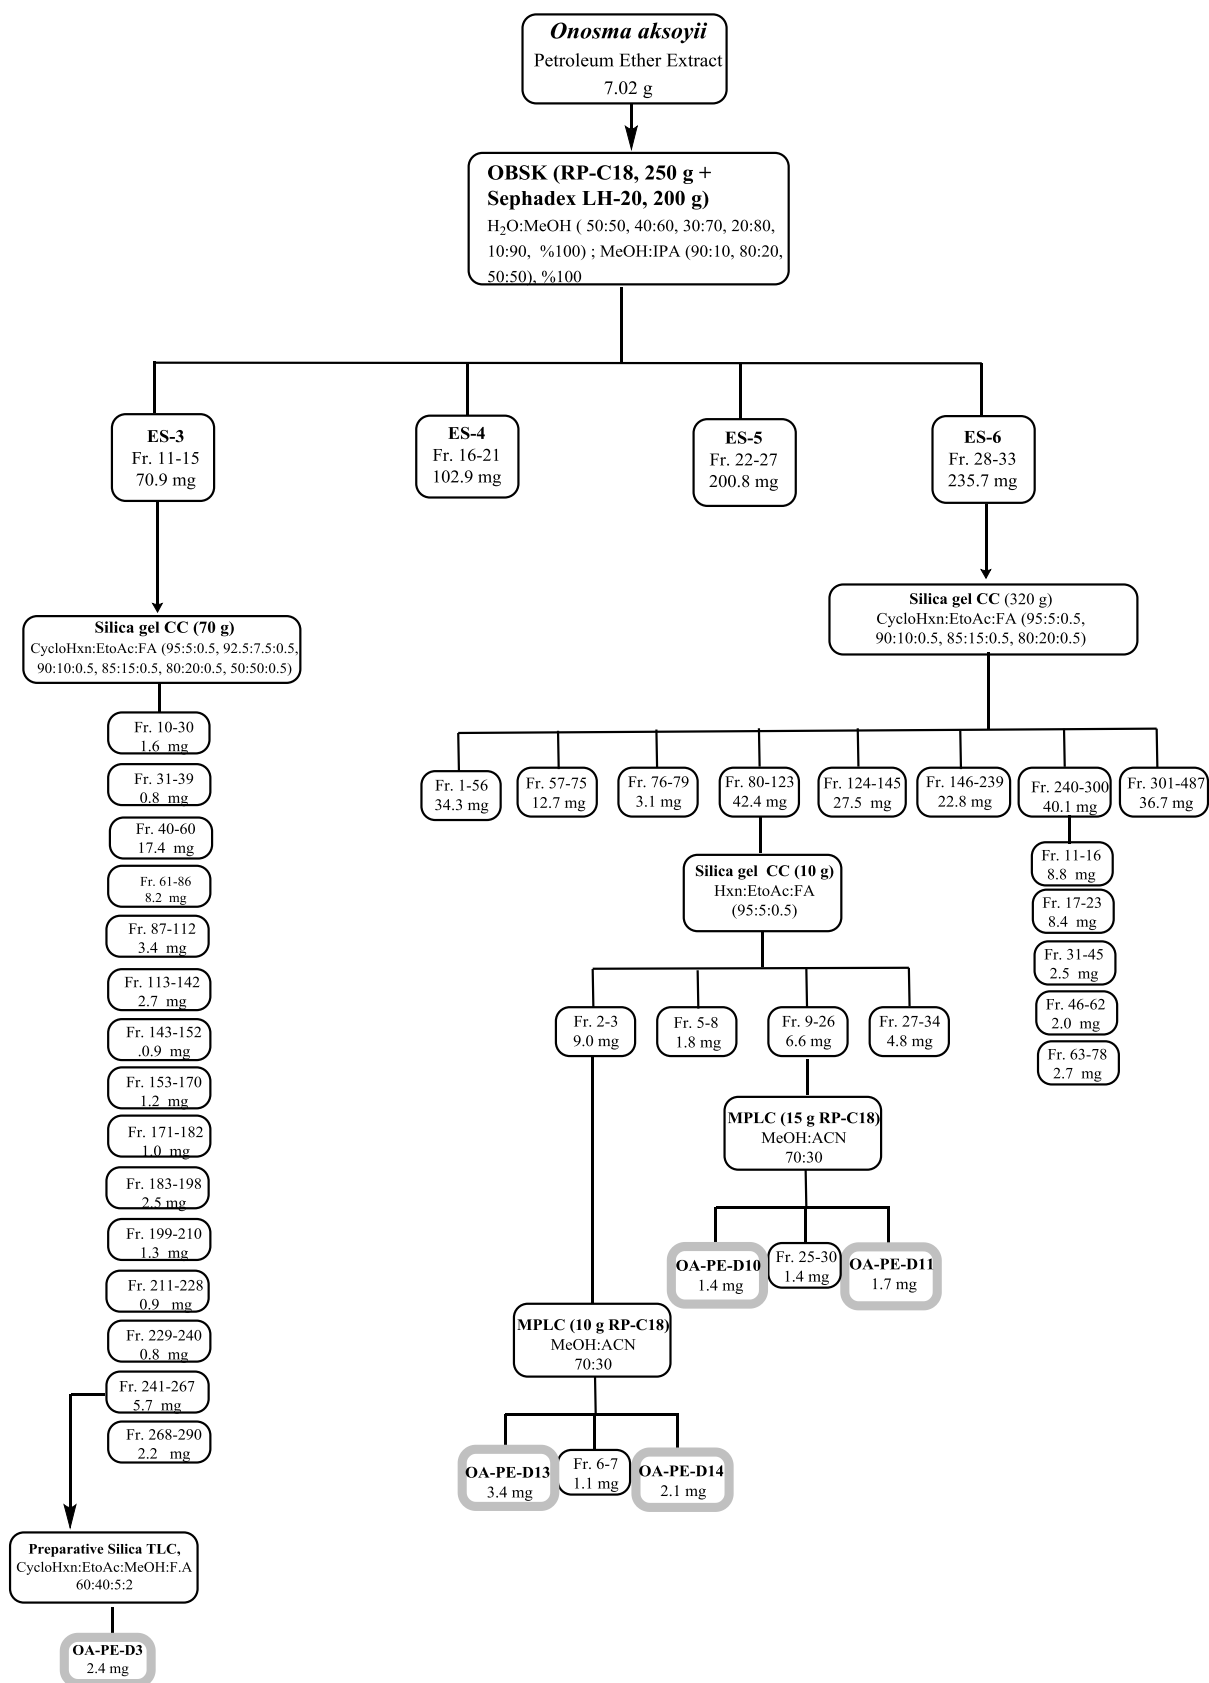 Onosma aksoyii
Petroleum Ether Extract
7.02 g
OBSK (RP-C18, 250 g +
Sephadex LH-20, 200 g)
H₂O:MeOH ( 50:50, 40:60, 30:70, 20:80,
10:90, %100) ; MeOH:IPA (90:10, 80:20,
50:50), %100
ES-3
Fr. 11-15
70.9 mg
ES-4
Fr. 16-21
102.9 mg
ES-5
Fr. 22-27
200.8 mg
ES-6
Fr. 28-33
235.7 mg
Silica gel CC (70 g)
CycloHxn:EtoAc:FA (95:5:0.5, 92.5:7.5:0.5,
90:10:0.5, 85:15:0.5, 80:20:0.5, 50:50:0.5)
Fr. 10-30
1.6 mg
Fr. 31-39
0.8 mg
Fr. 40-60
17.4 mg
Fr. 61-86
8.2 mg
Fr. 87-112
3.4 mg
Fr. 113-142
2.7 mg
Fr. 143-152
.0.9 mg
Fr. 153-170
1.2 mg
Fr. 171-182
1.0 mg
Fr. 183-198
2.5 mg
Fr. 199-210
1.3 mg
Fr. 211-228
0.9 mg
Fr. 229-240
0.8 mg
Fr. 241-267
5.7 mg
Fr. 268-290
2.2 mg
Preparative Silica TLC,
CycloHxn:EtoAc:MeOH:F.A
60:40:5:2
OA-PE-D3
2.4 mg
Silica gel CC (320 g)
CycloHxn:EtoAc:FA (95:5:0.5,
90:10:0.5, 85:15:0.5, 80:20:0.5)
Fr. 1-56
34.3 mg
Fr. 57-75
12.7 mg
Fr. 76-79
3.1 mg
Fr. 80-123
42.4 mg
Fr. 124-145
27.5 mg
Fr. 146-239
22.8 mg
Fr. 240-300
40.1 mg
Fr. 301-487
36.7 mg
Silica gel CC (10 g)
Hxn:EtoAc:FA
(95:5:0.5)
Fr. 2-3
9.0 mg
Fr. 5-8
1.8 mg
Fr. 9-26
6.6 mg
Fr. 27-34
4.8 mg
MPLC (15 g RP-C18)
MeOH:ACN
70:30
OA-PE-D10
1.4 mg
Fr. 25-30
1.4 mg
OA-PE-D11
1.7 mg
MPLC (10 g RP-C18)
MeOH:ACN
70:30
OA-PE-D13
3.4 mg
Fr. 6-7
1.1 mg
OA-PE-D14
2.1 mg
Fr. 11-16
8.8 mg
Fr. 17-23
8.4 mg
Fr. 31-45
2.5 mg
Fr. 46-62
2.0 mg
Fr. 63-78
2.7 mg